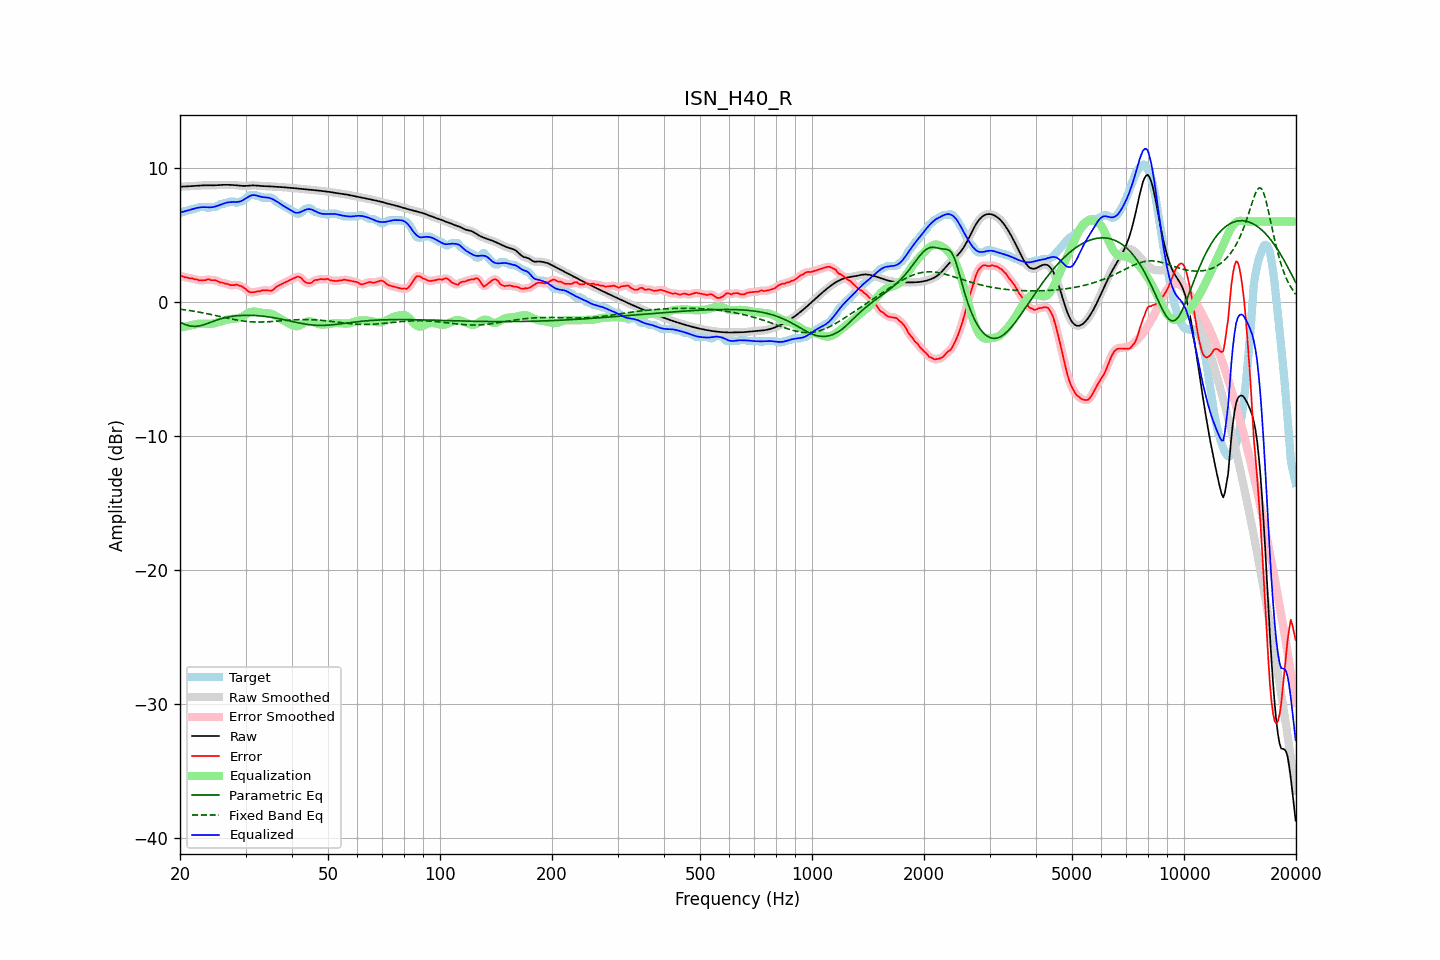 ISN_H40_R
Amplitude (dBr)
10
0
−10
−20
−30
−40
Target
Raw Smoothed
Error Smoothed
Raw
Error
Equalization
Parametric Eq
Fixed Band Eq
Equalized
20 50 100 200 500 1000 2000 5000 10000 20000
Frequency (Hz)